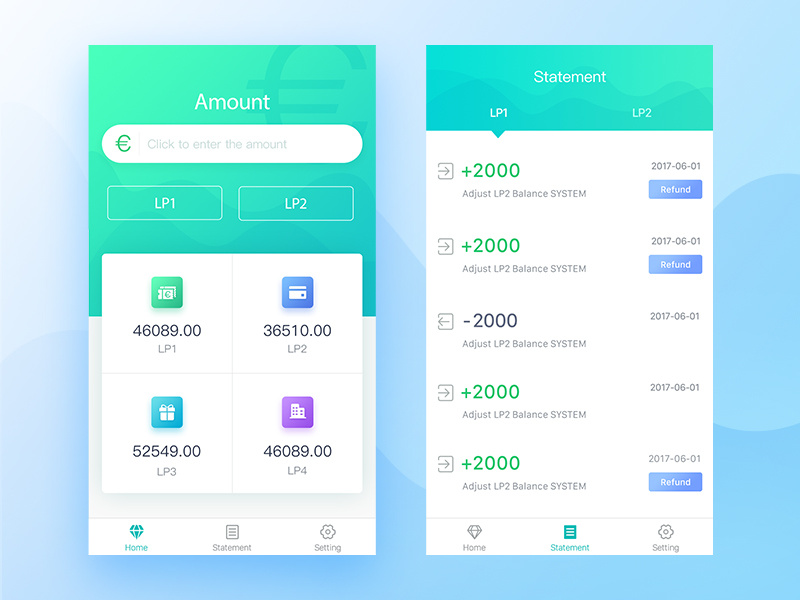 Amount
€ Click to enter the amount
LP1 LP2
46089.00 36510.00
LP1 LP2
52549.00 46089.00
LP3 LP4
Home Statement Setting
Statement
LP1 LP2
+2000 2017-06-01
Adjust LP2 Balance SYSTEM Refund
+2000 2017-06-01
Adjust LP2 Balance SYSTEM Refund
-2000 2017-06-01
Adjust LP2 Balance SYSTEM
+2000 2017-06-01
Adjust LP2 Balance SYSTEM
+2000 2017-06-01
Adjust LP2 Balance SYSTEM Refund
Home Statement Setting